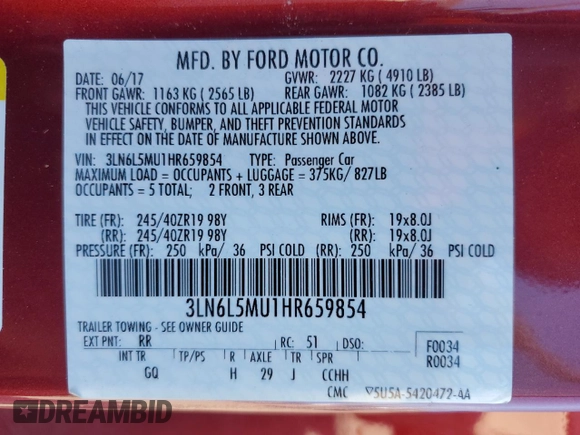 MFD. BY FORD MOTOR CO.
DATE: 06/17 GVWR: 2227 KG ( 4910 LB)
FRONT GAWR: 1163 KG ( 2565 LB) REAR GAWR: 1082 KG ( 2385 LB)
THIS VEHICLE CONFORMS TO ALL APPLICABLE FEDERAL MOTOR
VEHICLE SAFETY, BUMPER, AND THEFT PREVENTION STANDARDS
IN EFFECT ON THE DATE OF MANUFACTURE SHOWN ABOVE.
VIN: 3LN6L5MU1HR659854 TYPE: Passenger Car
MAXIMUM LOAD = OCCUPANTS + LUGGAGE = 375KG/ 827LB
OCCUPANTS = 5 TOTAL; 2 FRONT, 3 REAR
TIRE (FR): 245/40ZR19 98Y RIMS (FR): 19x8.0J
(RR): 245/40ZR19 98Y (RR): 19x8.0J
PRESSURE (FR): 250 kPa/ 36 PSI COLD (RR): 250 kPa/ 36 PSI COLD
3LN6L5MU1HR659854
TRAILER TOWING - SEE OWNER GUIDE
EXT PNT: RR RC: 51 DSO: F0034
INT TR TP/PS R AXLE TR SPR R0034
GQ H 29 J CCHH
CMC 5U5A-5420472-AA
DREAMBID